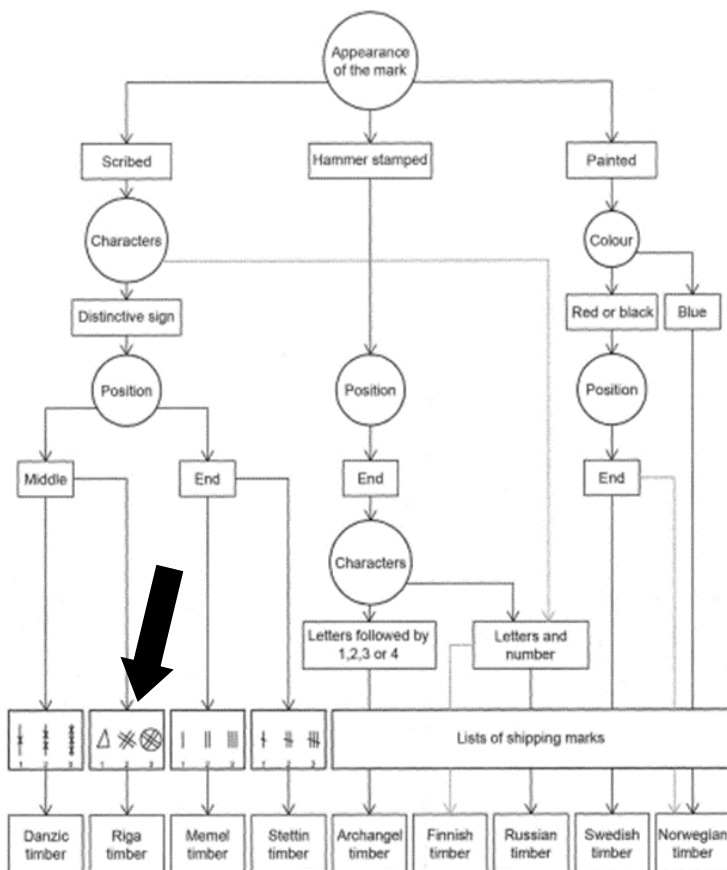 Appearance
of the mark
Scribed
Hammer stamped
Painted
Characters
Colour
Distinctive sign
Red or black
Blue
Position
Position
Position
Middle
End
End
End
Characters
Letters followed by
1,2,3 or 4
Letters and
number
1 2 3
1 2 3
1 2 3
1 2 3
Lists of shipping marks
Danzic
timber
Riga
timber
Memel
timber
Stettin
timber
Archangel
timber
Finnish
timber
Russian
timber
Swedish
timber
Norwegian
timber